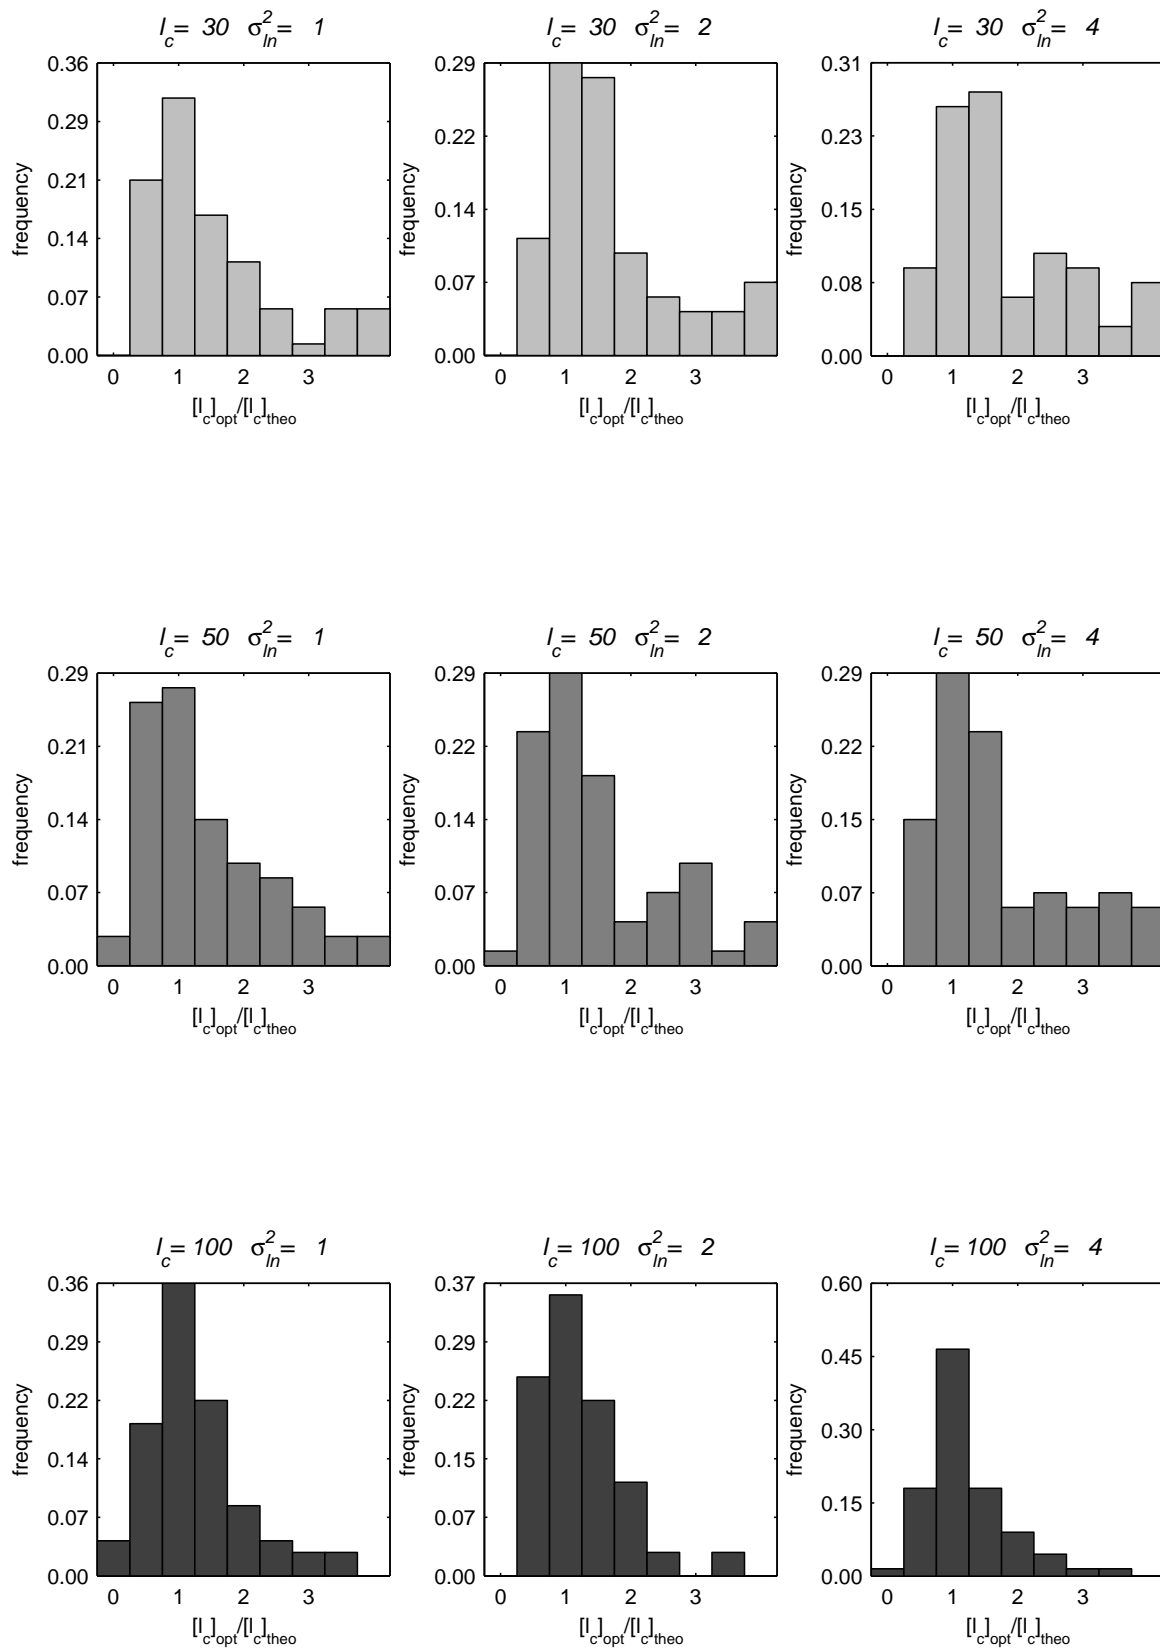 l_c= 30 σ²_ln= 1
l_c= 30 σ²_ln= 2
l_c= 30 σ²_ln= 4
0.36
0.29
0.21
0.14
0.07
0.00
frequency
0 1 2 3
[l_c]_opt/[l_c]_theo
0.29
0.22
0.14
0.07
0.00
frequency
0 1 2 3
[l_c]_opt/[l_c]_theo
0.31
0.23
0.15
0.08
0.00
frequency
0 1 2 3
[l_c]_opt/[l_c]_theo
l_c= 50 σ²_ln= 1
l_c= 50 σ²_ln= 2
l_c= 50 σ²_ln= 4
0.29
0.21
0.14
0.07
0.00
frequency
0 1 2 3
[l_c]_opt/[l_c]_theo
0.29
0.22
0.15
0.07
0.00
frequency
0 1 2 3
[l_c]_opt/[l_c]_theo
0.29
0.22
0.15
0.07
0.00
frequency
0 1 2 3
[l_c]_opt/[l_c]_theo
l_c= 100 σ²_ln= 1
l_c= 100 σ²_ln= 2
l_c= 100 σ²_ln= 4
0.36
0.29
0.22
0.14
0.07
0.00
frequency
0 1 2 3
[l_c]_opt/[l_c]_theo
0.37
0.29
0.22
0.15
0.07
0.00
frequency
0 1 2 3
[l_c]_opt/[l_c]_theo
0.60
0.45
0.30
0.15
0.00
frequency
0 1 2 3
[l_c]_opt/[l_c]_theo